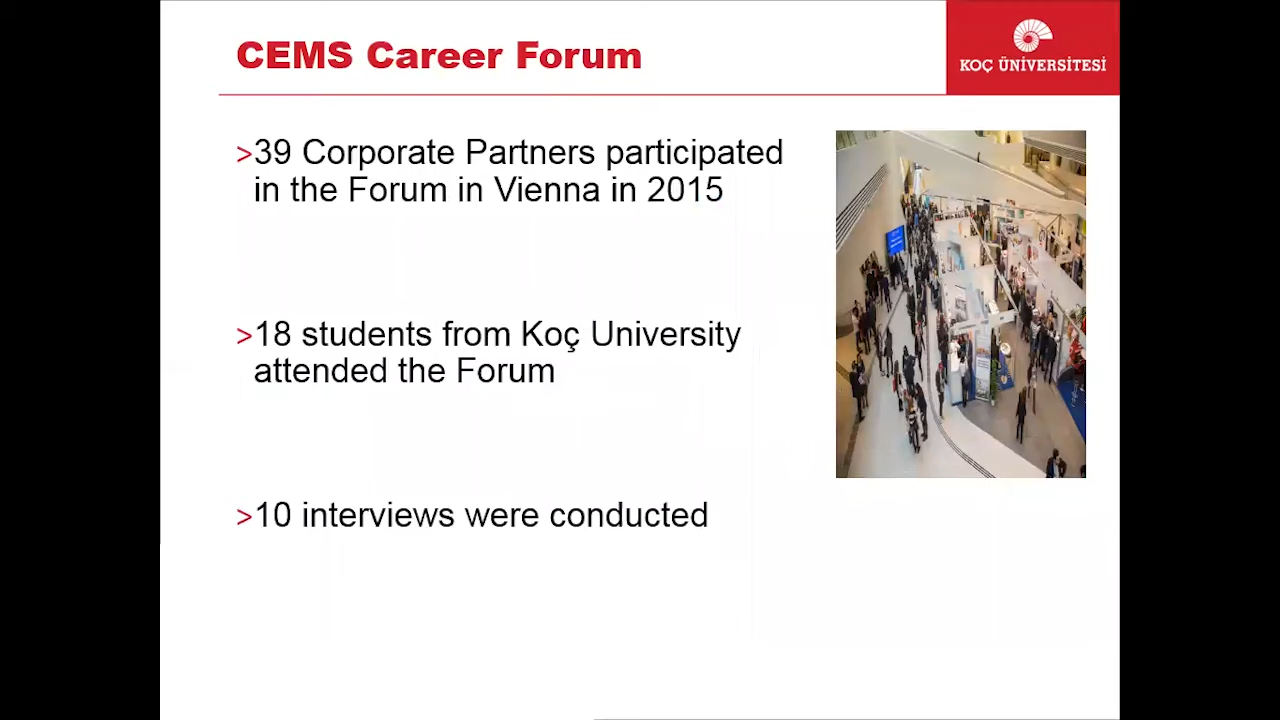 CEMS Career Forum
KOÇ ÜNİVERSİTESİ
>39 Corporate Partners participated
in the Forum in Vienna in 2015
>18 students from Koç University
attended the Forum
>10 interviews were conducted